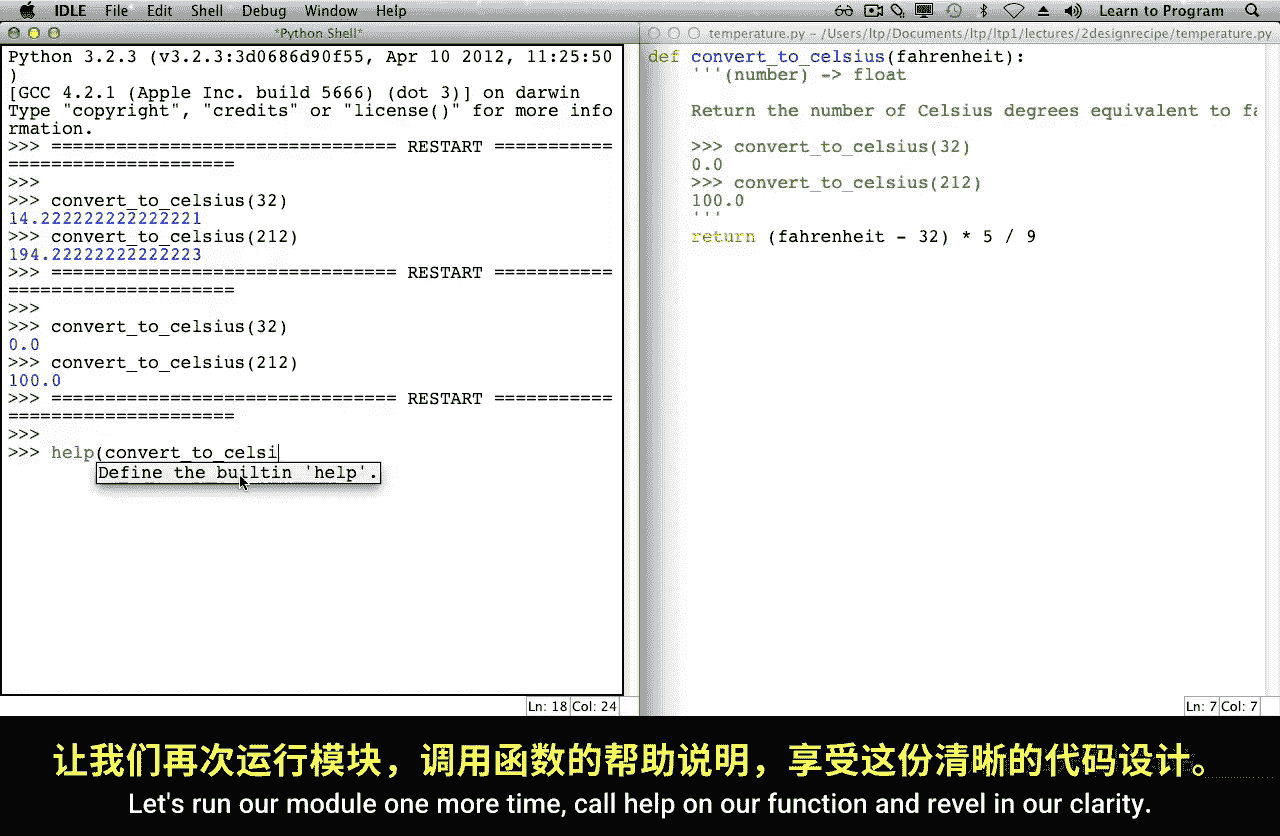 IDLE File Edit Shell Debug Window Help Learn to Program
*Python Shell*
Python 3.2.3 (v3.2.3:3d0686d90f55, Apr 10 2012, 11:25:50
)
[GCC 4.2.1 (Apple Inc. build 5666) (dot 3)] on darwin
Type "copyright", "credits" or "license()" for more info
rmation.
>>> ================================ RESTART ===========
=====================
>>>
>>> convert_to_celsius(32)
14.222222222222221
>>> convert_to_celsius(212)
194.22222222222223
>>> ================================ RESTART ===========
=====================
>>>
>>> convert_to_celsius(32)
0.0
>>> convert_to_celsius(212)
100.0
>>> ================================ RESTART ===========
=====================
>>>
>>> help(convert_to_celsi
Define the builtin 'help'.
Ln: 18 Col: 24
temperature.py – /Users/ltp/Documents/ltp/ltp1/lectures/2designrecipe/temperature.py
def convert_to_celsius(fahrenheit):
'''(number) -> float
Return the number of Celsius degrees equivalent to fa
>>> convert_to_celsius(32)
0.0
>>> convert_to_celsius(212)
100.0
'''
return (fahrenheit - 32) * 5 / 9
Ln: 7 Col: 7
让我们再次运行模块，调用函数的帮助说明，享受这份清晰的代码设计。
Let's run our module one more time, call help on our function and revel in our clarity.